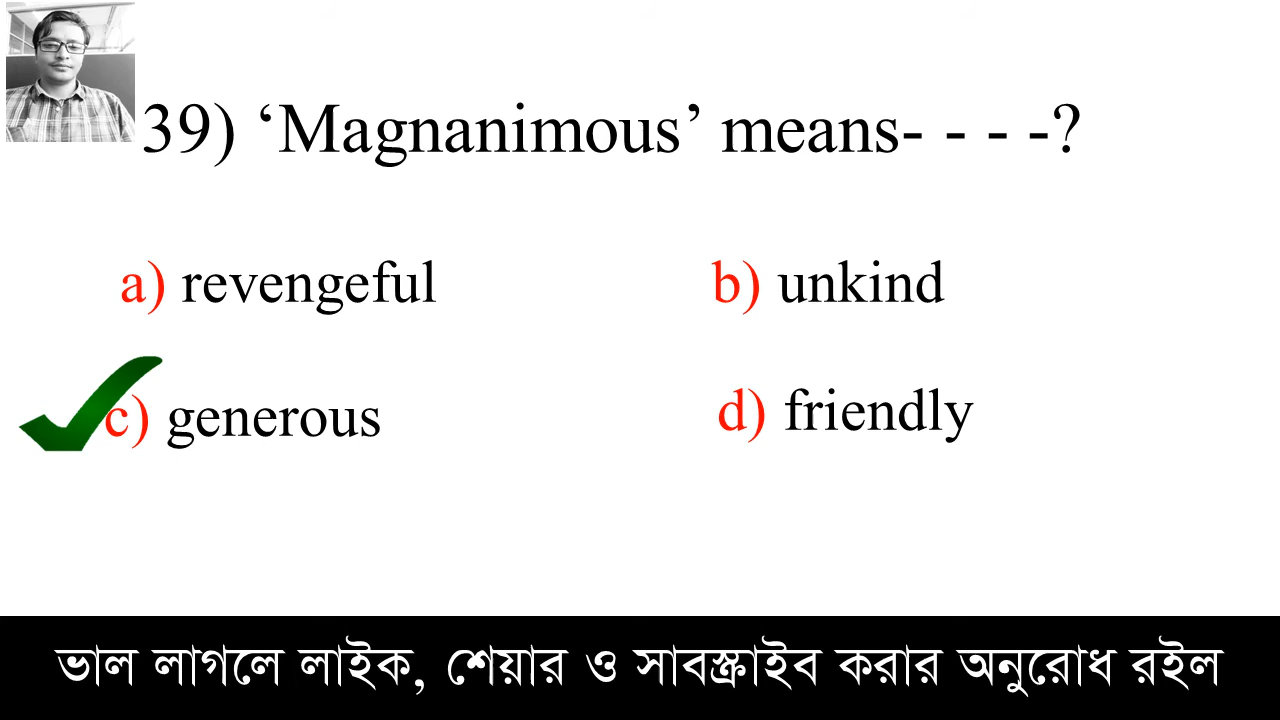 39) ‘Magnanimous’ means- - - -?
a) revengeful b) unkind
c) generous d) friendly
ভাল লাগলে লাইক, শেয়ার ও সাবস্ক্রাইব করার অনুরোধ রইল